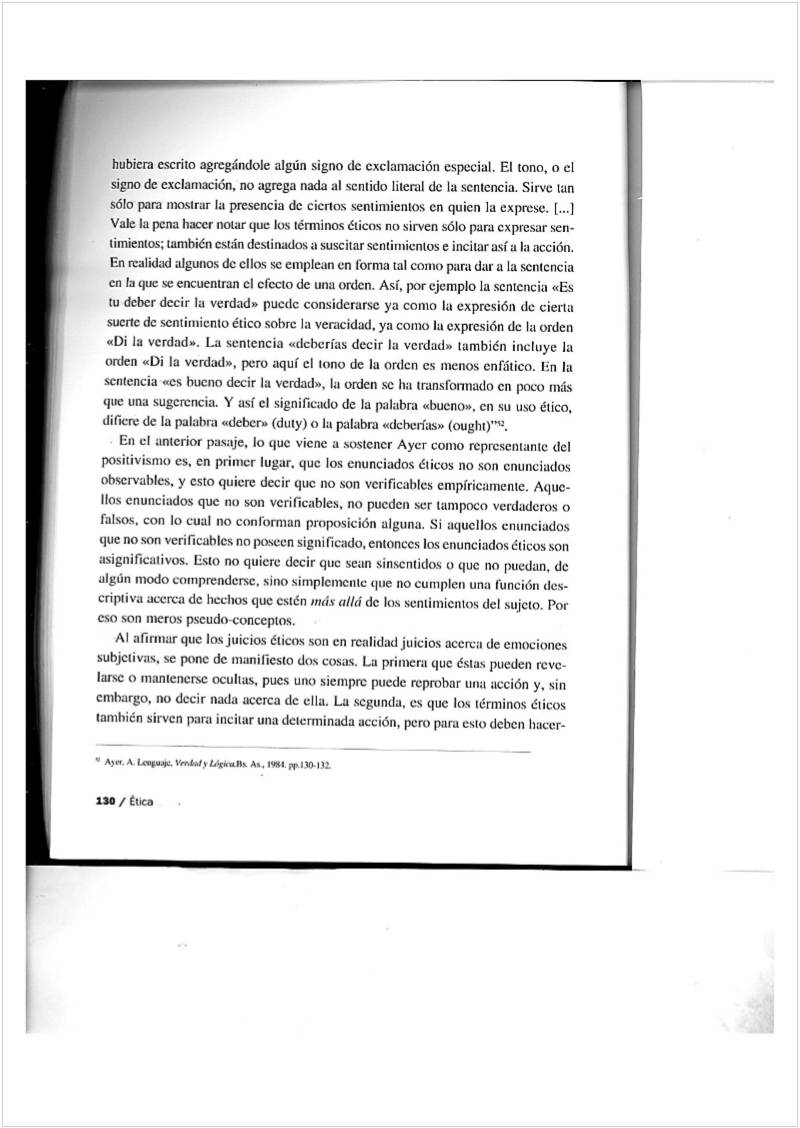 hubiera escrito agregándole algún signo de exclamación especial. El tono, o el
signo de exclamación, no agrega nada al sentido literal de la sentencia. Sirve tan
sólo para mostrar la presencia de ciertos sentimientos en quien la exprese. [...]
Vale la pena hacer notar que los términos éticos no sirven sólo para expresar sen-
timientos; también están destinados a suscitar sentimientos e incitar así a la acción.
En realidad algunos de ellos se emplean en forma tal como para dar a la sentencia
en la que se encuentran el efecto de una orden. Así, por ejemplo la sentencia «Es
tu deber decir la verdad» puede considerarse ya como la expresión de cierta
suerte de sentimiento ético sobre la veracidad, ya como la expresión de la orden
«Di la verdad». La sentencia «deberías decir la verdad» también incluye la
orden «Di la verdad», pero aquí el tono de la orden es menos enfático. En la
sentencia «es bueno decir la verdad», la orden se ha transformado en poco más
que una sugerencia. Y así el significado de la palabra «bueno», en su uso ético,
difiere de la palabra «deber» (duty) o la palabra «deberías» (ought)"⁵².
En el anterior pasaje, lo que viene a sostener Ayer como representante del
positivismo es, en primer lugar, que los enunciados éticos no son enunciados
observables, y esto quiere decir que no son verificables empíricamente. Aque-
llos enunciados que no son verificables, no pueden ser tampoco verdaderos o
falsos, con lo cual no conforman proposición alguna. Si aquellos enunciados
que no son verificables no poseen significado, entonces los enunciados éticos son
asignificativos. Esto no quiere decir que sean sinsentidos o que no puedan, de
algún modo comprenderse, sino simplemente que no cumplen una función des-
criptiva acerca de hechos que estén más allá de los sentimientos del sujeto. Por
eso son meros pseudo-conceptos.
Al afirmar que los juicios éticos son en realidad juicios acerca de emociones
subjetivas, se pone de manifiesto dos cosas. La primera que éstas pueden reve-
larse o mantenerse ocultas, pues uno siempre puede reprobar una acción y, sin
embargo, no decir nada acerca de ella. La segunda, es que los términos éticos
también sirven para incitar una determinada acción, pero para esto deben hacer-
⁵² Ayer, A. Lenguaje, Verdad y Lógica.Bs. As., 1984. pp.130-132.
130 / Ética